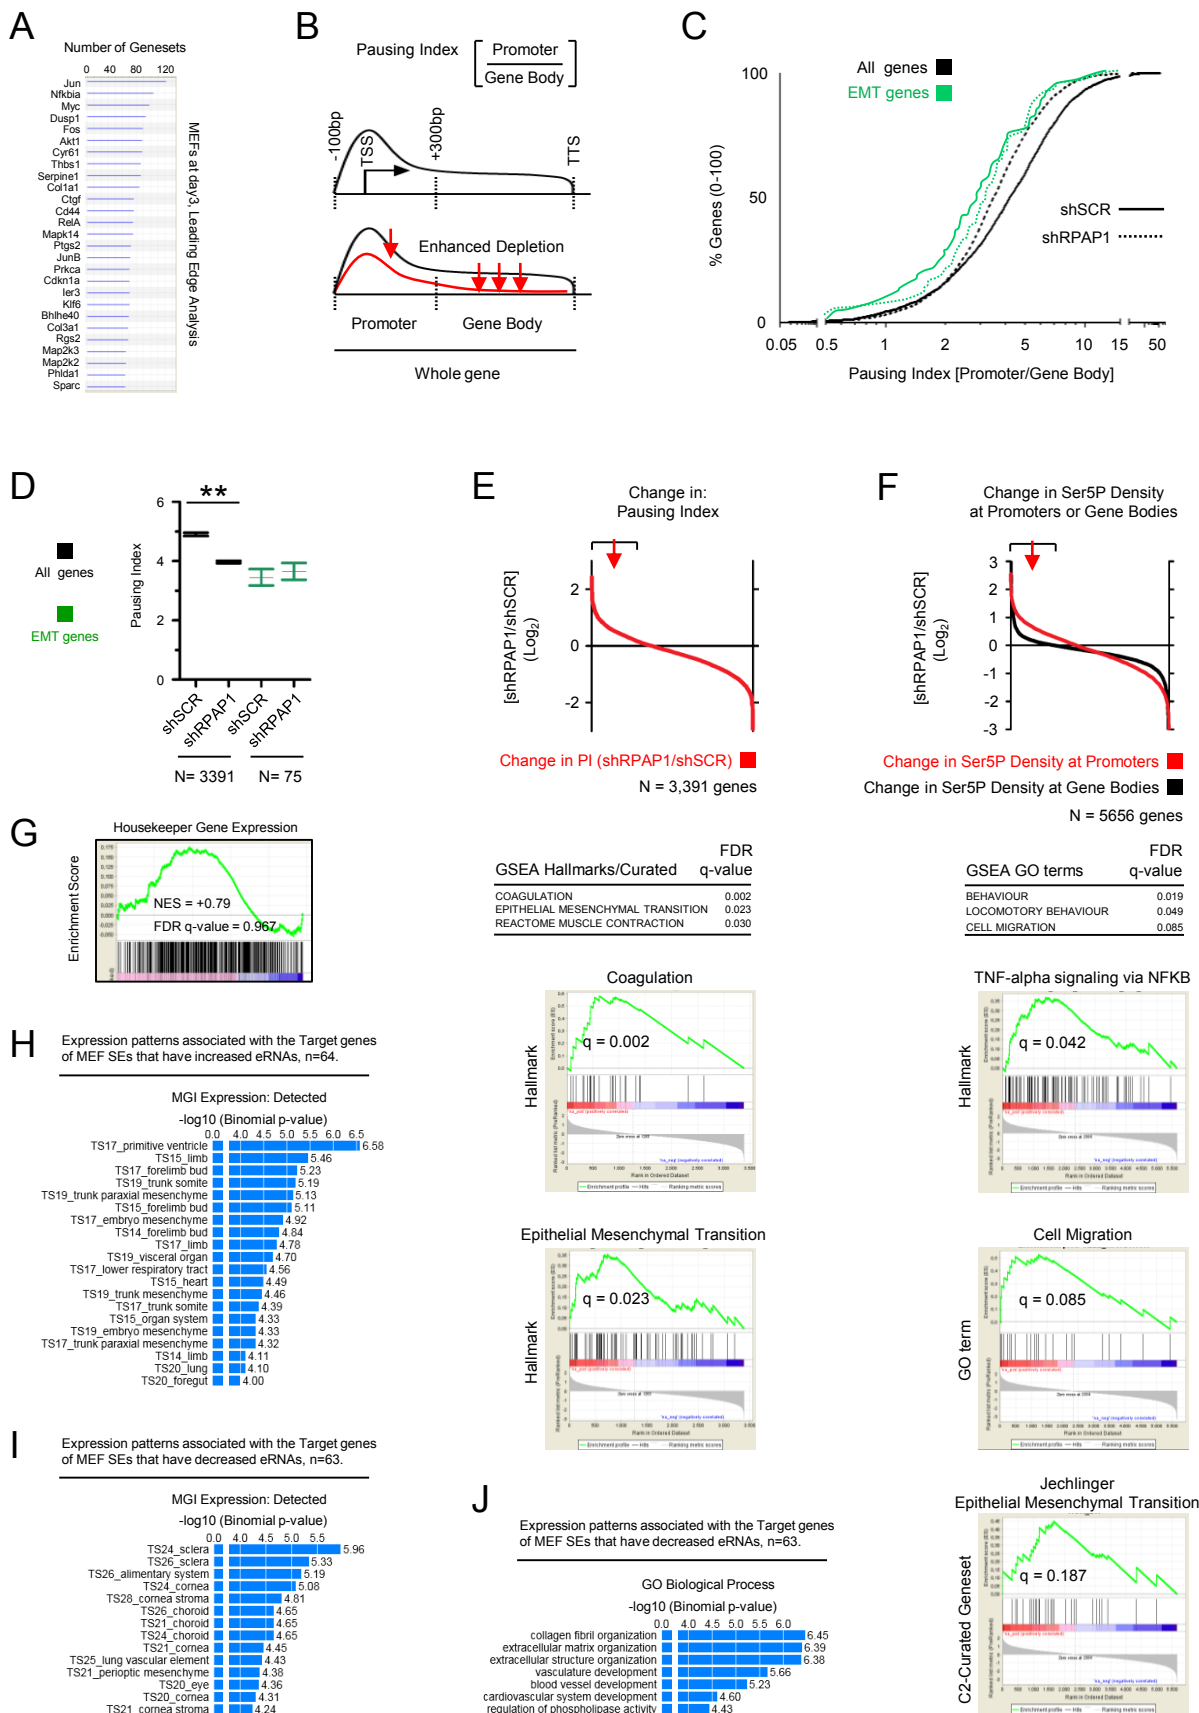 A
Number of Genesets
0 40 80 120
Jun
Nfkbia
Myc
Dusp1
Fos
Akt1
Cyr61
Thbs1
Serpine1
Col1a1
Ctgf
Cd44
RelA
Mapk14
Ptgs2
JunB
Prkca
Cdkn1a
Ier3
Klf6
Bhlhe40
Col3a1
Rgs2
Map2k3
Map2k2
Phlda1
Sparc
MEFs at day3, Leading Edge Analysis
B
Pausing Index
Promoter
Gene Body
-100bp
TSS
+300bp
TTS
Enhanced Depletion
Promoter
Gene Body
Whole gene
C
All genes
EMT genes
100
50
0
% Genes (0-100)
shSCR
shRPAP1
0.05 0.5 1 2 5 10 15 50
Pausing Index [Promoter/Gene Body]
D
All genes
EMT genes
**
6
4
2
0
Pausing Index
shSCR
shRPAP1
shSCR
shRPAP1
N= 3391
N= 75
E
Change in:
Pausing Index
[shRPAP1/shSCR]
(Log2)
2
0
-2
Change in PI (shRPAP1/shSCR)
N = 3,391 genes
GSEA Hallmarks/Curated FDR q-value
COAGULATION 0.002
EPITHELIAL MESENCHYMAL TRANSITION 0.023
REACTOME MUSCLE CONTRACTION 0.030
Coagulation
Hallmark
q = 0.002
Epithelial Mesenchymal Transition
Hallmark
q = 0.023
F
Change in Ser5P Density
at Promoters or Gene Bodies
[shRPAP1/shSCR]
(Log2)
3
2
1
0
-1
-2
-3
Change in Ser5P Density at Promoters
Change in Ser5P Density at Gene Bodies
N = 5656 genes
GSEA GO terms FDR q-value
BEHAVIOUR 0.019
LOCOMOTORY BEHAVIOUR 0.049
CELL MIGRATION 0.085
TNF-alpha signaling via NFKB
Hallmark
q = 0.042
Cell Migration
GO term
q = 0.085
Jechlinger
Epithelial Mesenchymal Transition
C2-Curated Geneset
q = 0.187
G
Housekeeper Gene Expression
Enrichment Score
NES = +0.79
FDR q-value = 0.967
H
Expression patterns associated with the Target genes
of MEF SEs that have increased eRNAs, n=64.
MGI Expression: Detected
-log10 (Binomial p-value)
0.0 4.0 4.5 5.0 5.5 6.0 6.5
TS17_primitive ventricle 6.58
TS15_limb 5.46
TS17_forelimb bud 5.23
TS19_trunk somite 5.19
TS19_trunk paraxial mesenchyme 5.13
TS15_forelimb bud 5.11
TS17_embryo mesenchyme 4.92
TS14_forelimb bud 4.84
TS17_limb 4.78
TS19_visceral organ 4.70
TS17_lower respiratory tract 4.56
TS15_heart 4.49
TS19_trunk mesenchyme 4.46
TS17_trunk somite 4.39
TS15_organ system 4.33
TS19_embryo mesenchyme 4.33
TS17_trunk paraxial mesenchyme 4.32
TS14_limb 4.11
TS20_lung 4.10
TS20_foregut 4.00
I
Expression patterns associated with the Target genes
of MEF SEs that have decreased eRNAs, n=63.
MGI Expression: Detected
-log10 (Binomial p-value)
0.0 4.0 4.5 5.0 5.5
TS24_sclera 5.96
TS26_sclera 5.33
TS26_alimentary system 5.19
TS24_cornea 5.08
TS28_cornea stroma 4.81
TS26_choroid 4.65
TS21_choroid 4.65
TS24_choroid 4.65
TS21_cornea 4.45
TS25_lung vascular element 4.43
TS21_perioptic mesenchyme 4.38
TS20_eye 4.36
TS20_cornea 4.31
TS21_cornea stroma 4.24
J
Expression patterns associated with the Target genes
of MEF SEs that have decreased eRNAs, n=63.
GO Biological Process
-log10 (Binomial p-value)
0.0 4.0 4.5 5.0 5.5 6.0
collagen fibril organization 6.45
extracellular matrix organization 6.39
extracellular structure organization 6.38
vasculature development 5.66
blood vessel development 5.23
cardiovascular system development 4.60
regulation of phospholipase activity 4.43